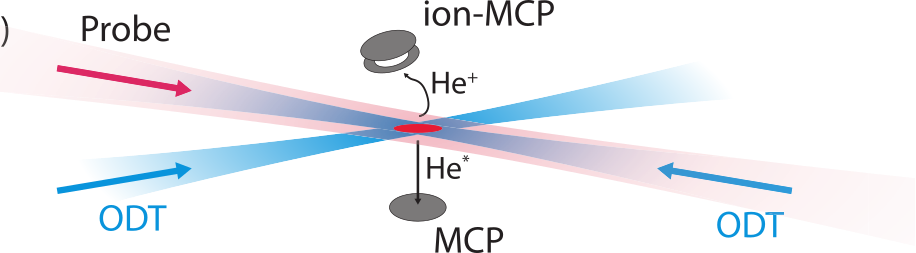 )
Probe
ion-MCP
He⁺
He*
ODT
ODT
MCP